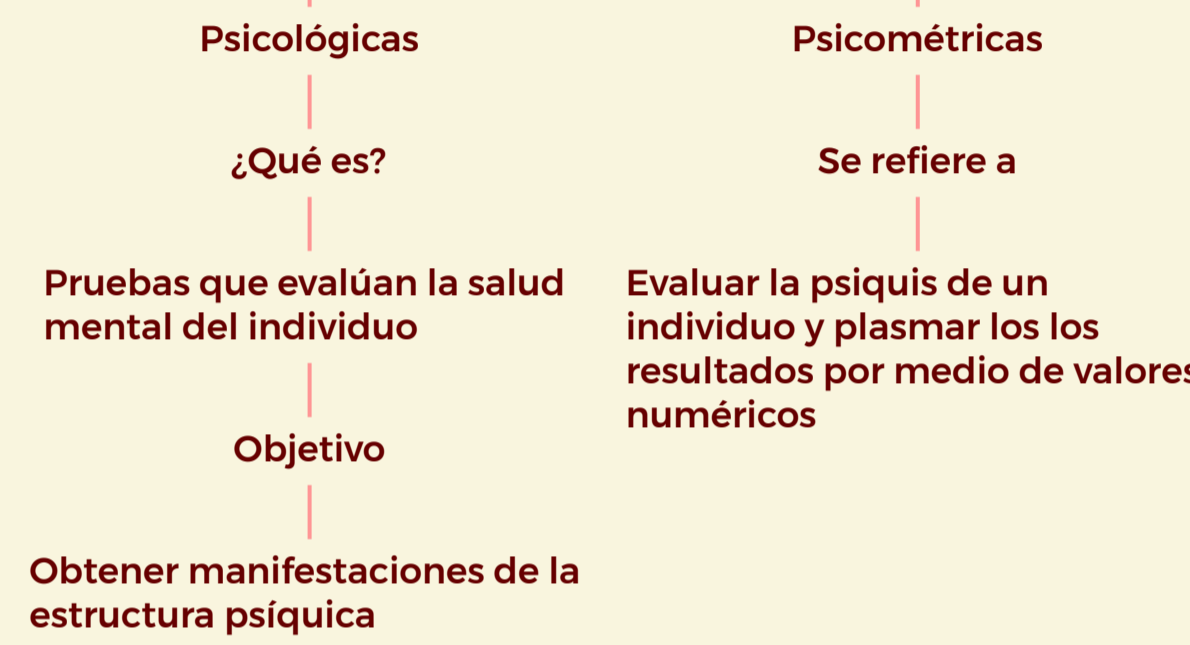 Psicológicas
¿Qué es?
Pruebas que evalúan la salud
mental del individuo
Objetivo
Obtener manifestaciones de la
estructura psíquica
Psicométricas
Se refiere a
Evaluar la psiquis de un
individuo y plasmar los los
resultados por medio de valores
numéricos